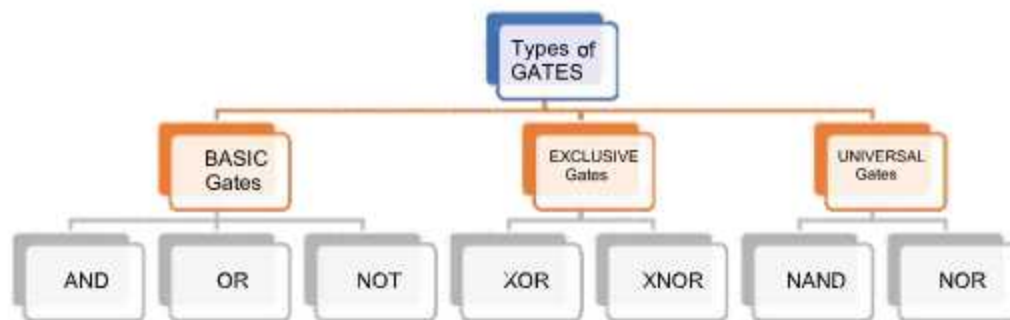 Types of
GATES
BASIC
Gates
EXCLUSIVE
Gates
UNIVERSAL
Gates
AND
OR
NOT
XOR
XNOR
NAND
NOR